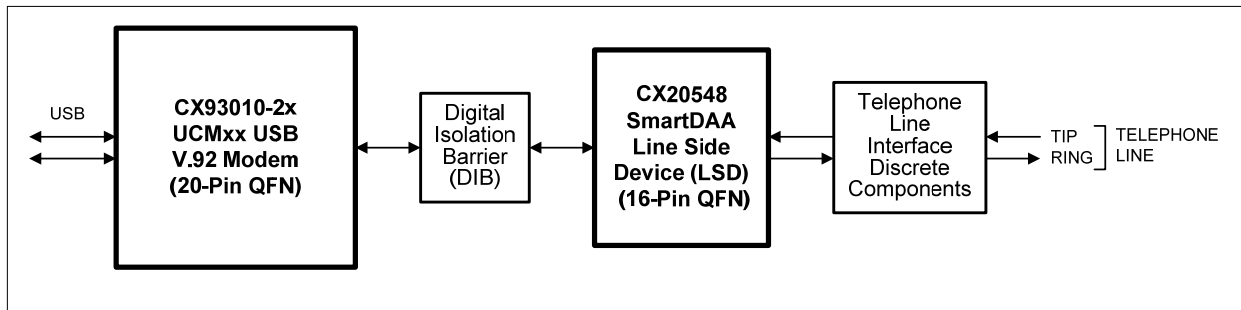 USB
CX93010-2x
UCMxx USB
V.92 Modem
(20-Pin QFN)
Digital
Isolation
Barrier
(DIB)
CX20548
SmartDAA
Line Side
Device (LSD)
(16-Pin QFN)
Telephone
Line
Interface
Discrete
Components
TIP
RING
TELEPHONE
LINE